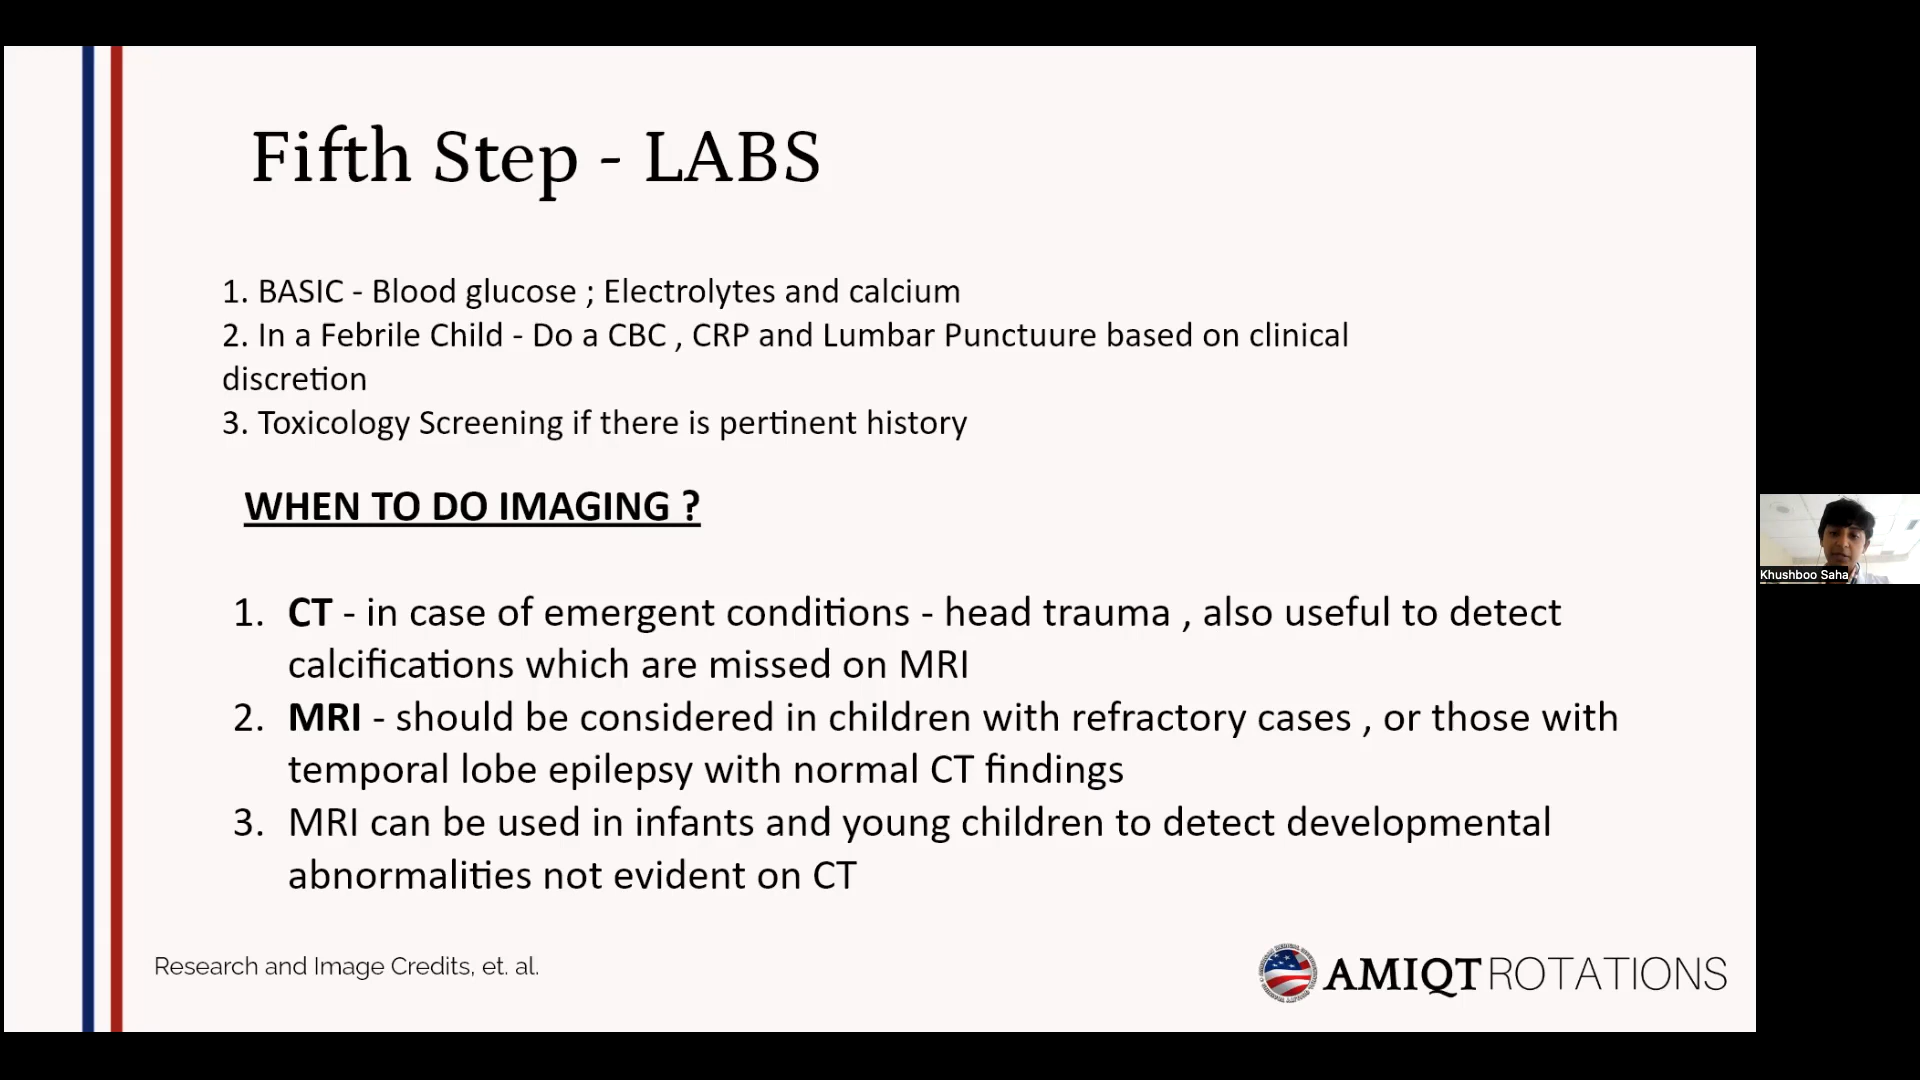 Fifth Step - LABS
1. BASIC - Blood glucose ; Electrolytes and calcium
2. In a Febrile Child - Do a CBC , CRP and Lumbar Punctuure based on clinical
discretion
3. Toxicology Screening if there is pertinent history
WHEN TO DO IMAGING ?
1. CT - in case of emergent conditions - head trauma , also useful to detect
calcifications which are missed on MRI
2. MRI - should be considered in children with refractory cases , or those with
temporal lobe epilepsy with normal CT findings
3. MRI can be used in infants and young children to detect developmental
abnormalities not evident on CT
Research and Image Credits, et. al.
AMIQT ROTATIONS
Khushboo Saha